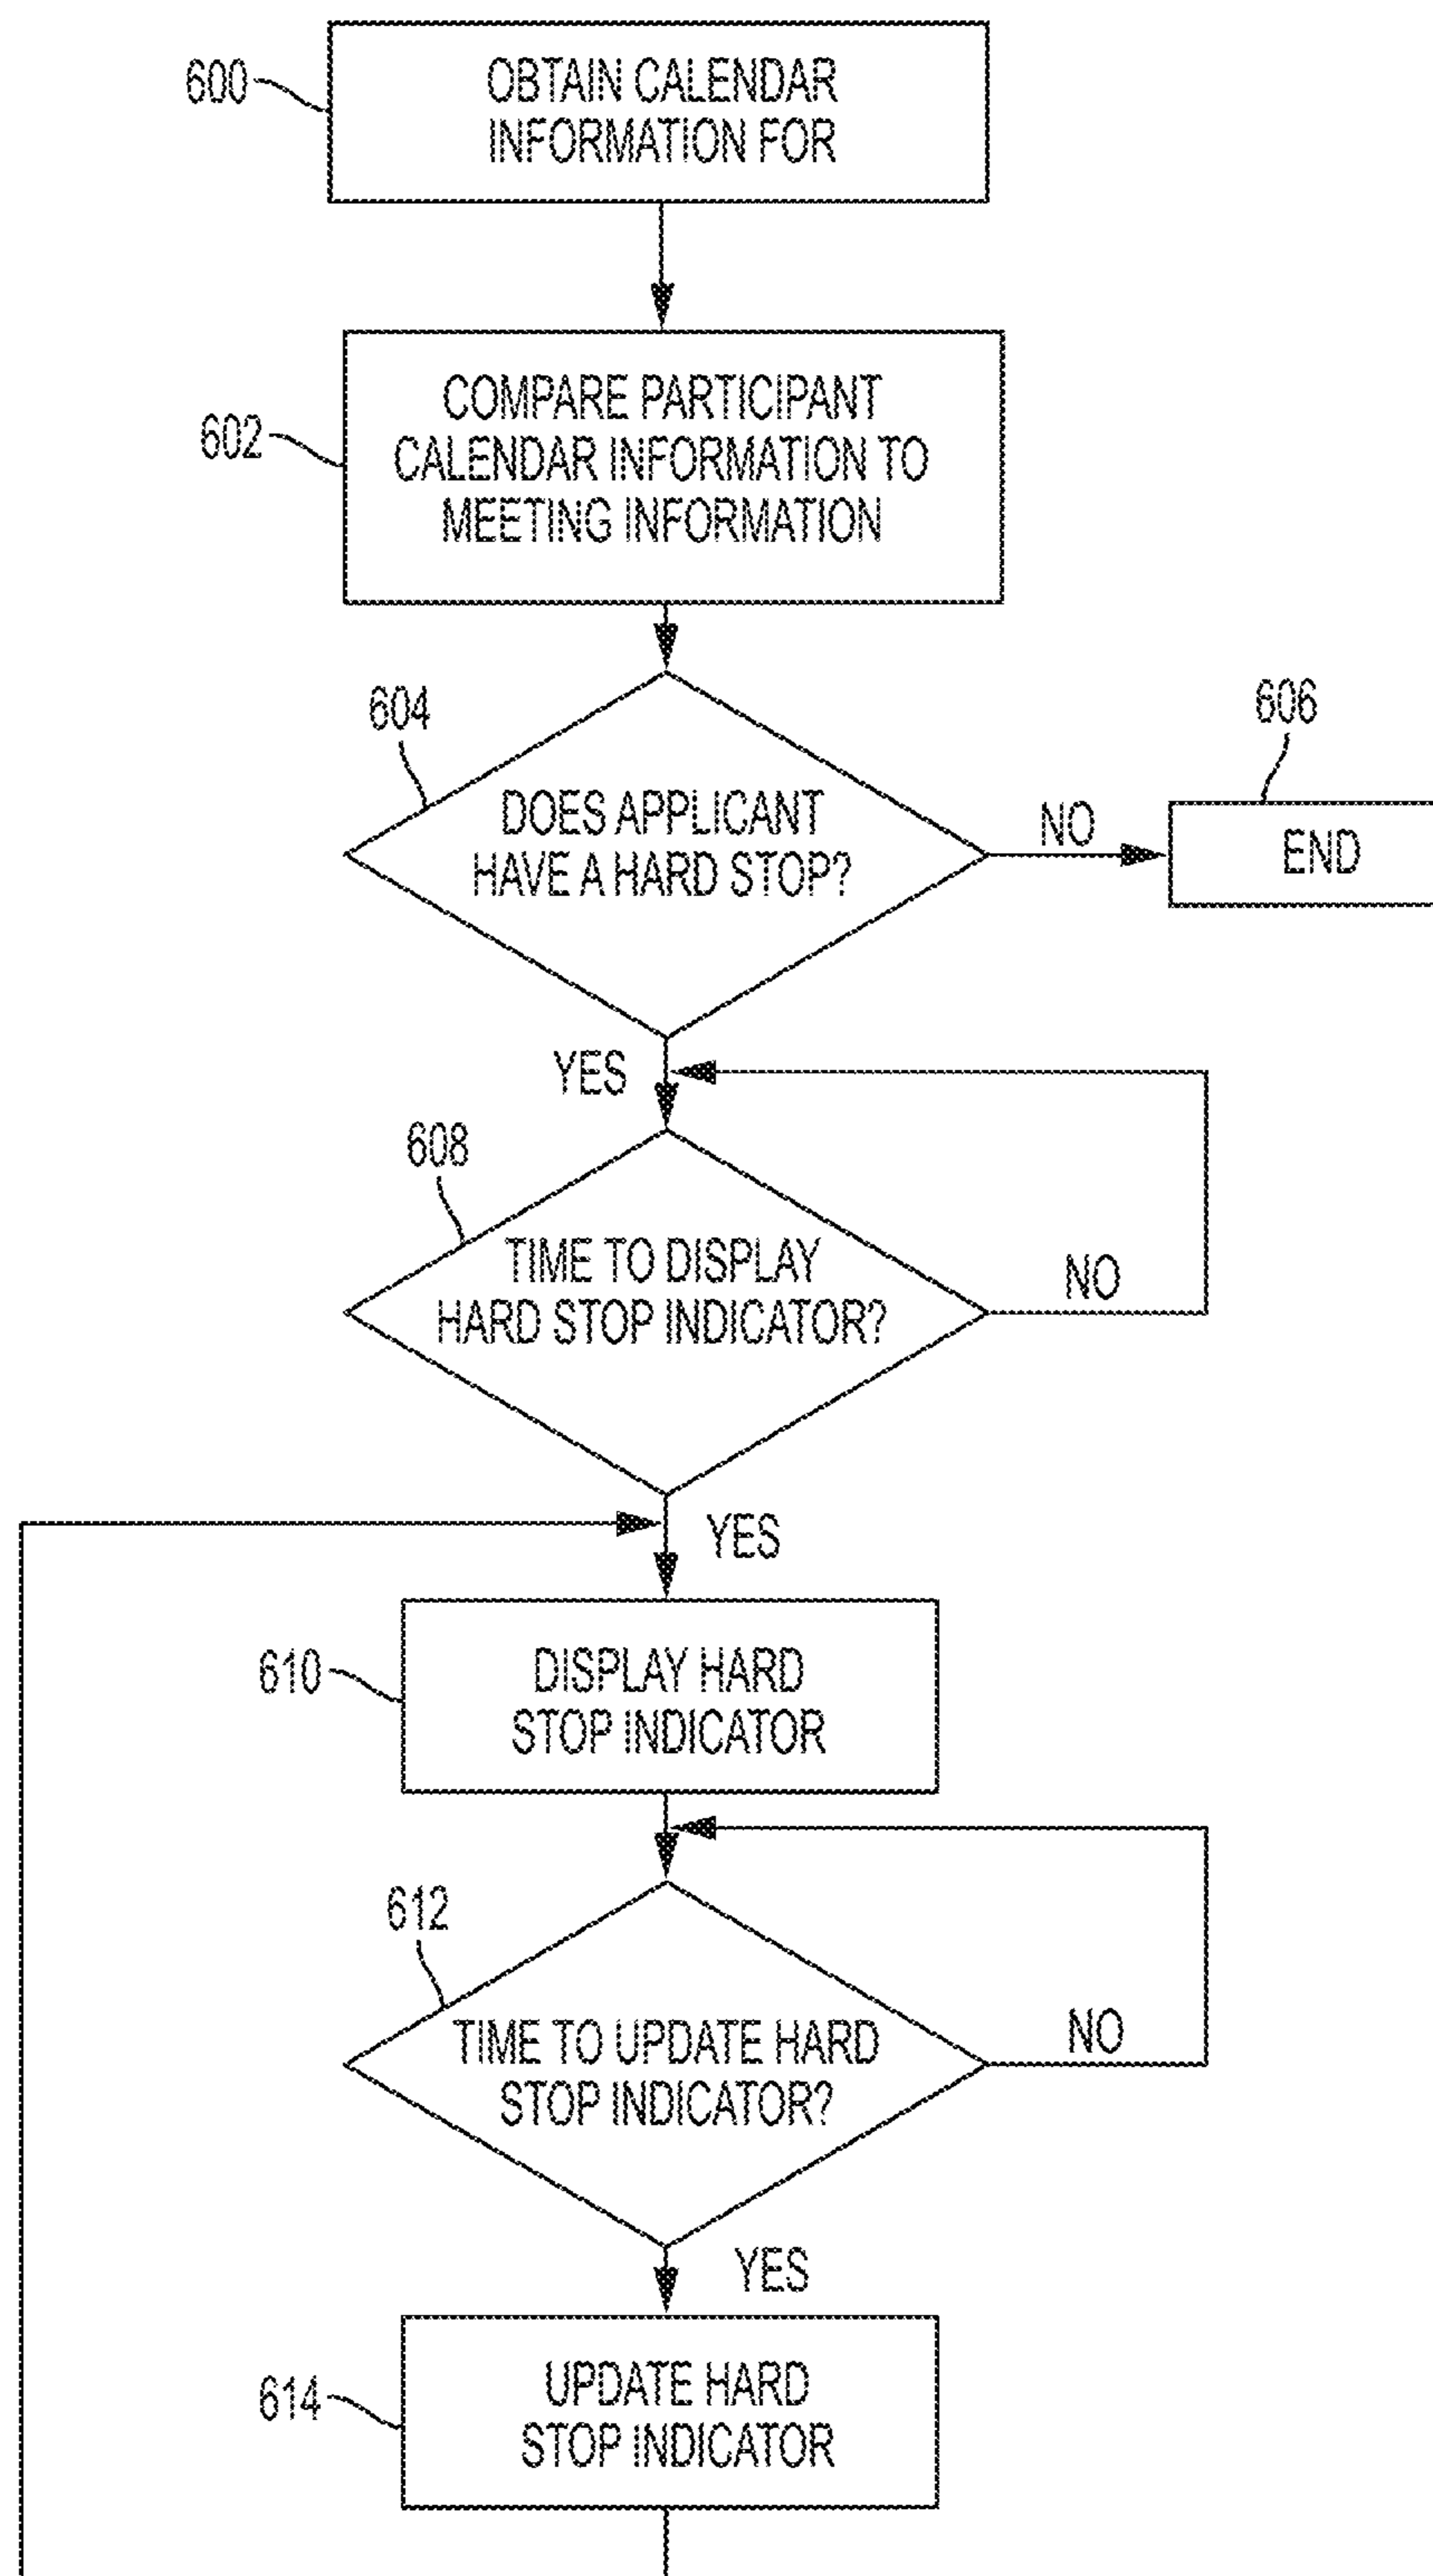 600
OBTAIN CALENDAR
INFORMATION FOR
602
COMPARE PARTICIPANT
CALENDAR INFORMATION TO
MEETING INFORMATION
604
DOES APPLICANT
HAVE A HARD STOP?
NO
606
END
YES
608
TIME TO DISPLAY
HARD STOP INDICATOR?
NO
YES
610
DISPLAY HARD
STOP INDICATOR
612
TIME TO UPDATE HARD
STOP INDICATOR?
NO
YES
614
UPDATE HARD
STOP INDICATOR